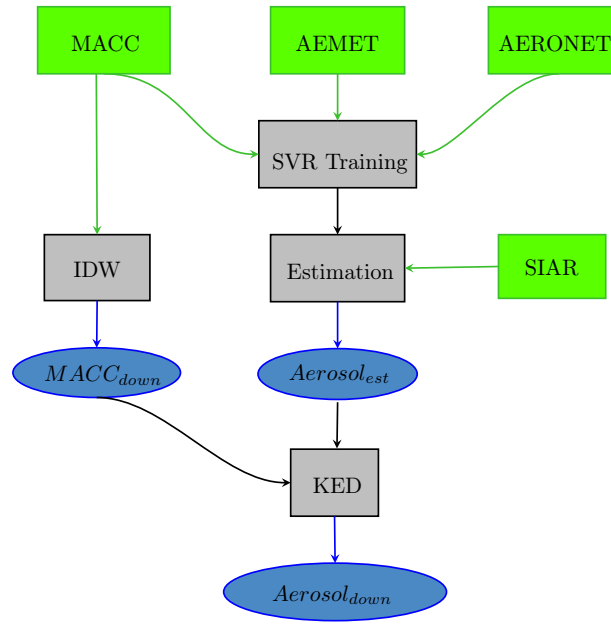 MACC
AEMET
AERONET
SVR Training
IDW
Estimation
SIAR
MACC_down
Aerosol_est
KED
Aerosol_down